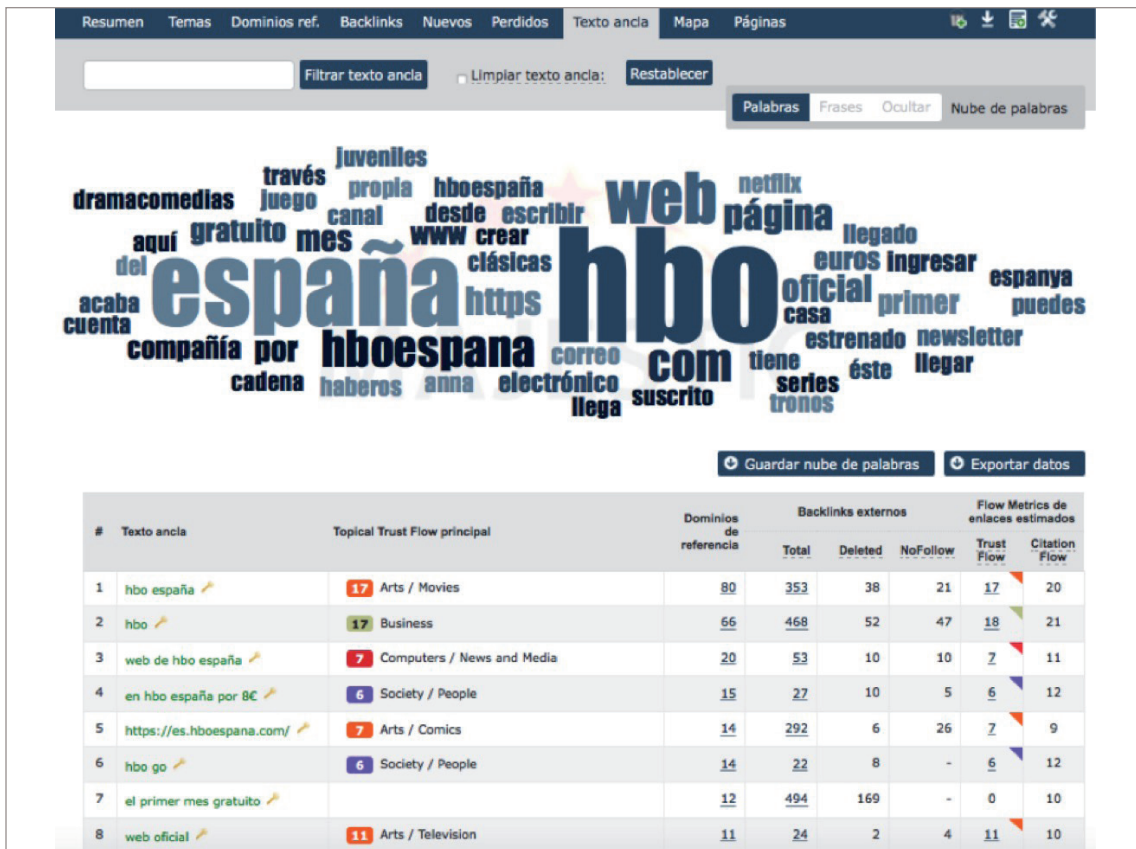 Resumen Temas Dominios ref. Backlinks Nuevos Perdidos Texto ancla Mapa Páginas
Filtrar texto ancla Limpiar texto ancla: Restablecer
Palabras Frases Ocultar Nube de palabras
juveniles
través
propia
hboespaña
web
netflix
dramacomedias
juego
canal
desde
escribir
página
gratuito
mes
www
crear
llegado
aquí
españa
clásicas
hbo
euros
ingresar
del
https
oficial
españya
acaba
casa
primer
puedes
cuenta
compañía
por
hboespana
correo
com
estrenado
newsletter
tiene
éste
llegar
cadena
haberos
anna
electrónico
series
llega
suscrito
tronos
MAJESTIC
Guardar nube de palabras Exportar datos
# Texto ancla Topical Trust Flow principal Dominios de referencia Backlinks externos Flow Metrics de enlaces estimados
Total Deleted NoFollow Trust Flow Citation Flow
1 hbo españa 17 Arts / Movies 80 353 38 21 17 20
2 hbo 17 Business 66 468 52 47 18 21
3 web de hbo españa 7 Computers / News and Media 20 53 10 10 7 11
4 en hbo españa por 8€ 6 Society / People 15 27 10 5 6 12
5 https://es.hboespana.com/ 7 Arts / Comics 14 292 6 26 7 9
6 hbo go 6 Society / People 14 22 8 - 6 12
7 el primer mes gratuito 12 494 169 - 0 10
8 web oficial 11 Arts / Television 11 24 2 4 11 10